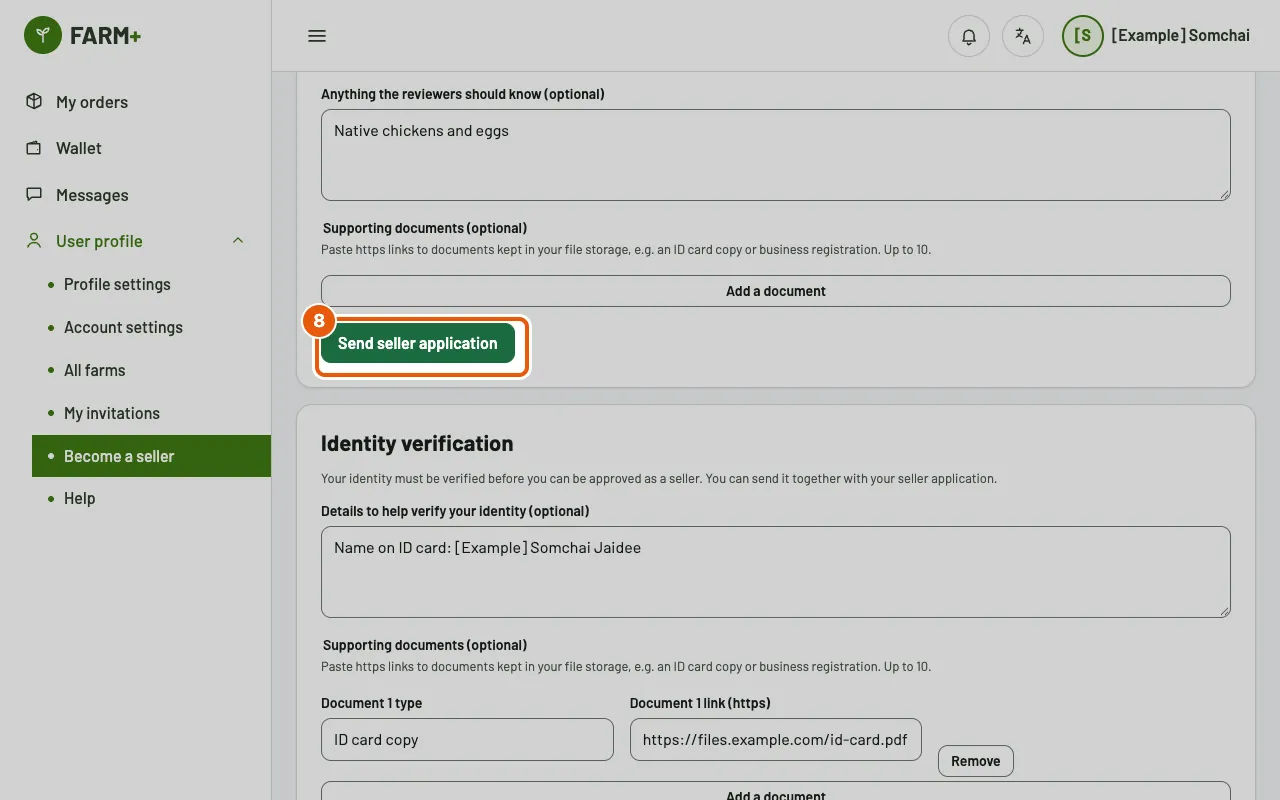 FARM+
[S
[Example] Somchai
My orders
Wallet
Messages
User profile
Profile settings
Account settings
All farms
My invitations
Become a seller
Help
Anything the reviewers should know (optional)
Native chickens and eggs
Supporting documents (optional)
Paste https links to documents kept in your file storage, e.g. an ID card copy or business registration. Up to 10.
Add a document
8
Send seller application
Identity verification
Your identity must be verified before you can be approved as a seller. You can send it together with your seller application.
Details to help verify your identity (optional)
Name on ID card: [Example] Somchai Jaidee
Supporting documents (optional)
Paste https links to documents kept in your file storage, e.g. an ID card copy or business registration. Up to 10.
Document 1 type
Document 1 link (https)
ID card copy
https://files.example.com/id-card.pdf
Remove
Add a document